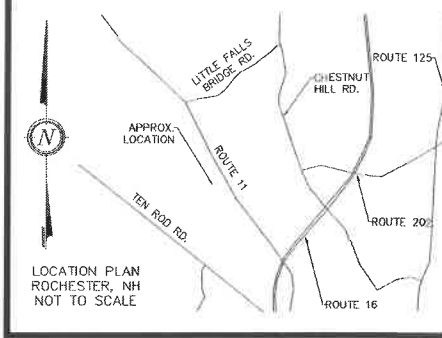 LITTLE FALLS
BRIDGE RD.
ROUTE 125
CHESTNUT
HILL RD.
APPROX.
LOCATION
ROUTE 11
N
TEN ROD RD.
ROUTE 202
LOCATION PLAN
ROCHESTER, NH
NOT TO SCALE
ROUTE 16